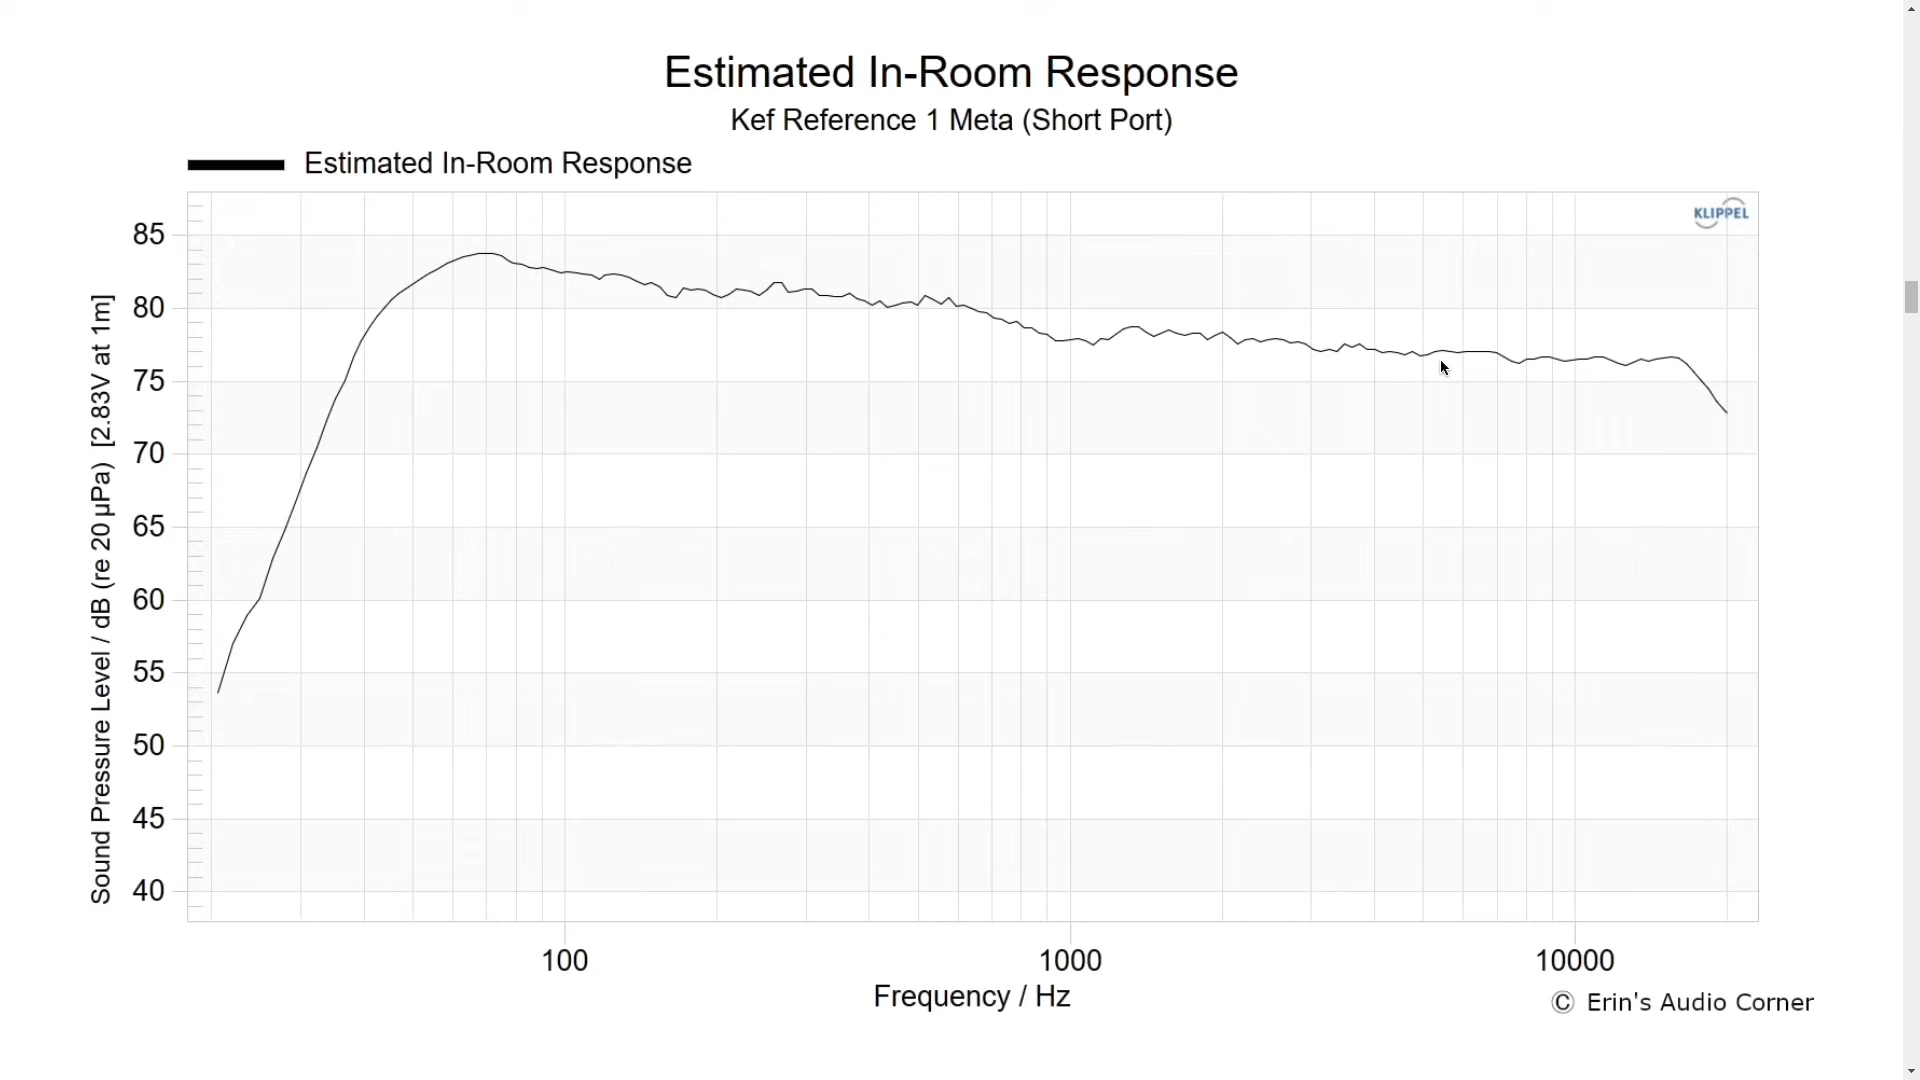 Estimated In-Room Response
Kef Reference 1 Meta (Short Port)
Estimated In-Room Response
KLIPPEL
85
80
75
70
65
60
55
50
45
40
Sound Pressure Level / dB (re 20 µPa) [2.83V at 1m]
100 1000 10000
Frequency / Hz
© Erin's Audio Corner